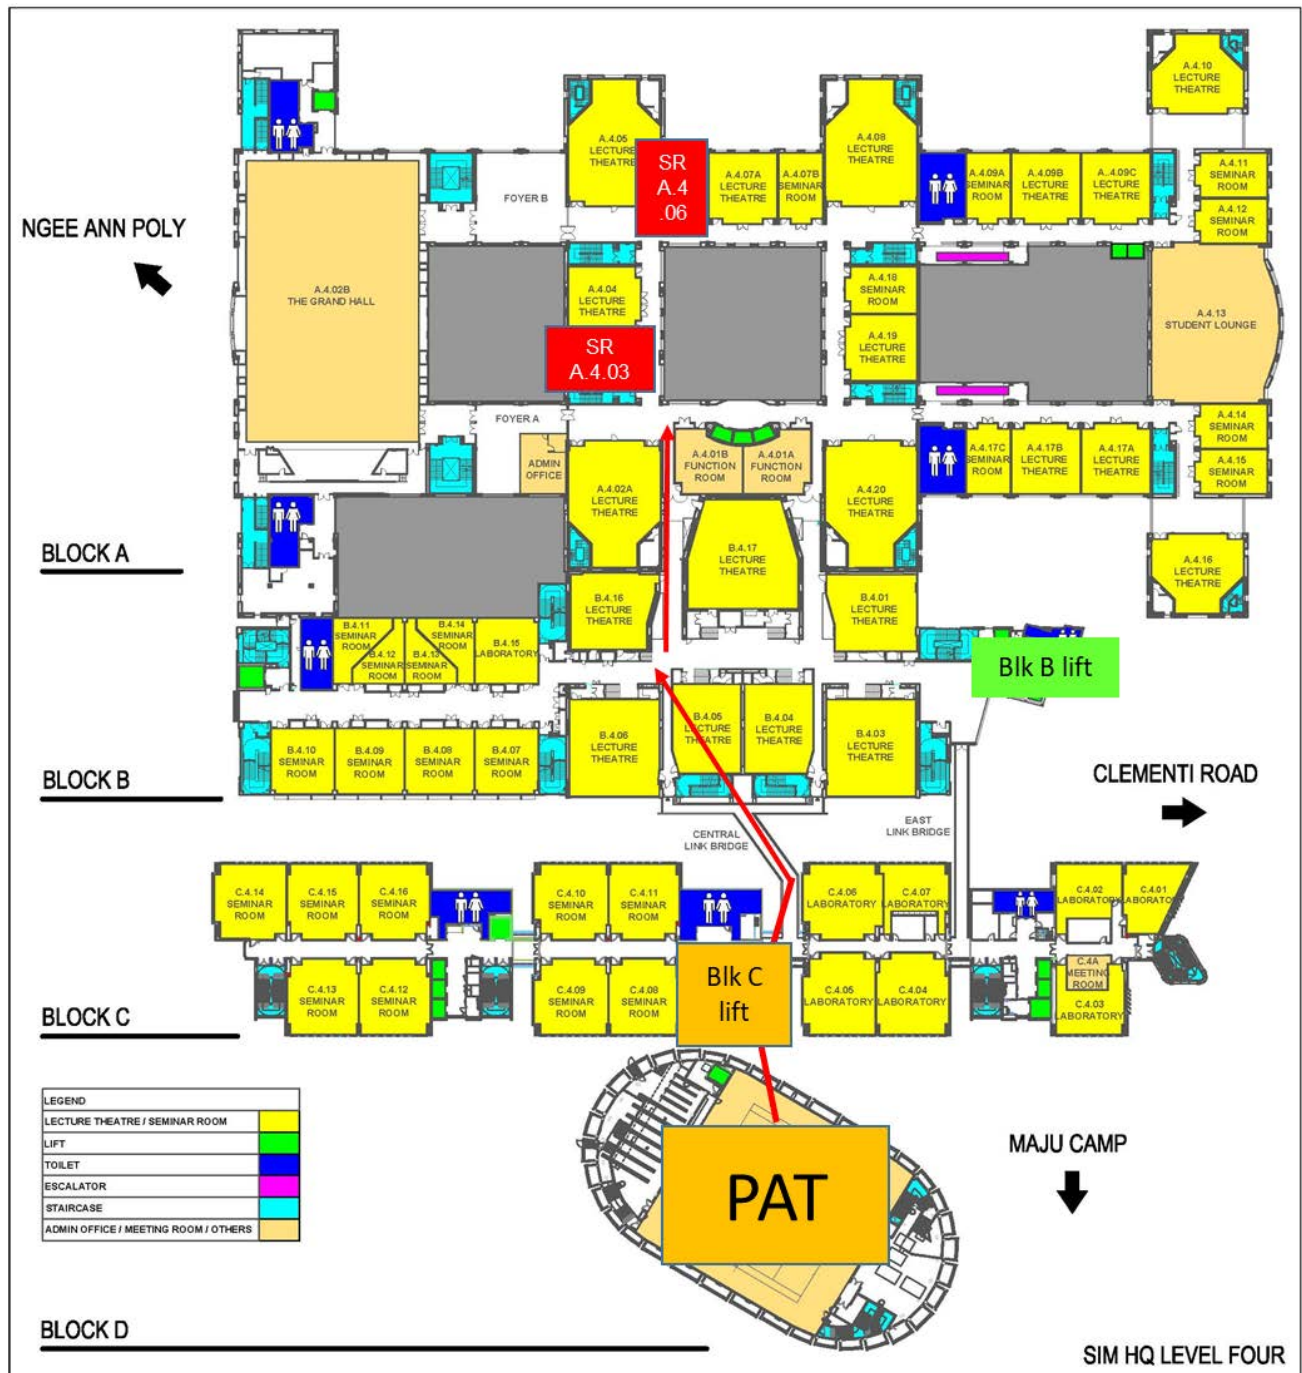 A.4.10
LECTURE
THEATRE
A.4.05
LECTURE
THEATRE
A.4.08
LECTURE
THEATRE
SR
A.4
.06
A.4.07A
LECTURE
THEATRE
A.4.07B
SEMINAR
ROOM
A.4.09A
SEMINAR
ROOM
A.4.09B
LECTURE
THEATRE
A..4.09C
LECTURE
THEATRE
A.4.11
SEMINAR
ROOM
A.4.12
SEMINAR
ROOM
FOYER B
NGEE ANN POLY
A.4.02B
THE GRAND HALL
A.4.04
LECTURE
THEATRE
A.4.18
SEMINAR
ROOM
A.4.19
LECTURE
THEATRE
A.4.13
STUDENT LOUNGE
SR
A.4.03
FOYER A
ADMIN
OFFICE
A.4.02A
LECTURE
THEATRE
A.4.01B
FUNCTION
ROOM
A.4.01A
FUNCTION
ROOM
A.4.20
LECTURE
THEATRE
A.4.17C
SEMINAR
ROOM
A.4.17B
LECTURE
THEATRE
A.4.17A
LECTURE
THEATRE
A.4.14
SEMINAR
ROOM
A.4.15
SEMINAR
ROOM
A.4.16
LECTURE
THEATRE
BLOCK A
B.4.17
LECTURE
THEATRE
B.4.16
LECTURE
THEATRE
B.4.01
LECTURE
THEATRE
B.4.11
SEMINAR
ROOM
B.4.12
SEMINAR
ROOM
B.4.14
SEMINAR
ROOM
B.4.13
SEMINAR
ROOM
B.4.15
LABORATORY
Blk B lift
B.4.10
SEMINAR
ROOM
B.4.09
SEMINAR
ROOM
B.4.08
SEMINAR
ROOM
B.4.07
SEMINAR
ROOM
B.4.06
LECTURE
THEATRE
B.4.05
LECTURE
THEATRE
B.4.04
LECTURE
THEATRE
B.4.03
LECTURE
THEATRE
BLOCK B
CLEMENTI ROAD
CENTRAL
LINK BRIDGE
EAST
LINK BRIDGE
C.4.14
SEMINAR
ROOM
C.4.15
SEMINAR
ROOM
C.4.16
SEMINAR
ROOM
C.4.10
SEMINAR
ROOM
C.4.11
SEMINAR
ROOM
C.4.06
LABORATORY
C.4.07
LABORATORY
C.4.02
LABORATORY
C.4.01
LABORATORY
C.4.13
SEMINAR
ROOM
C.4.12
SEMINAR
ROOM
C.4.09
SEMINAR
ROOM
C.4.08
SEMINAR
ROOM
Blk C
lift
C.4.05
LABORATORY
C.4.04
LABORATORY
C.4A
MEETING
ROOM
C.4.03
LABORATORY
BLOCK C
LEGEND
LECTURE THEATRE / SEMINAR ROOM
LIFT
TOILET
ESCALATOR
STAIRCASE
ADMIN OFFICE / MEETING ROOM / OTHERS
PAT
MAJU CAMP
BLOCK D
SIM HQ LEVEL FOUR